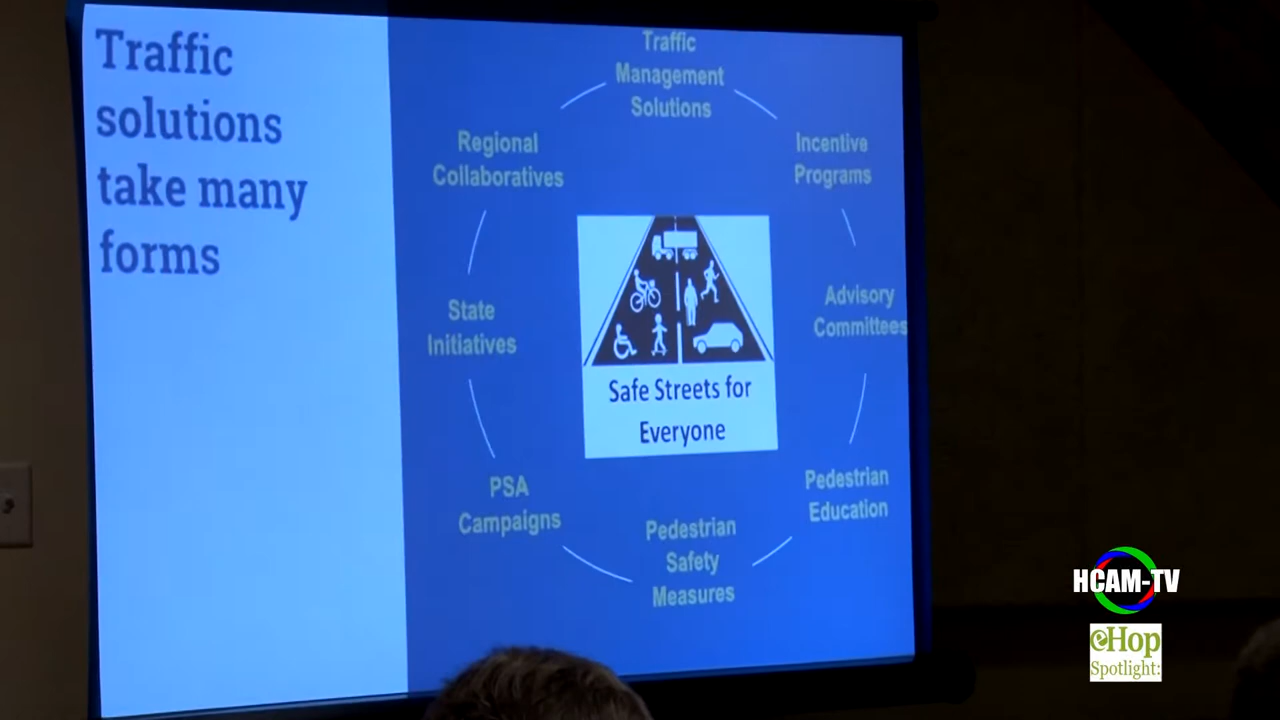 Traffic
solutions
take many
forms
Traffic
Management
Solutions
Incentive
Programs
Advisory
Committees
Pedestrian
Education
Pedestrian
Safety
Measures
PSA
Campaigns
State
Initiatives
Regional
Collaboratives
Safe Streets for
Everyone
HCAM-TV
eHop
Spotlight: